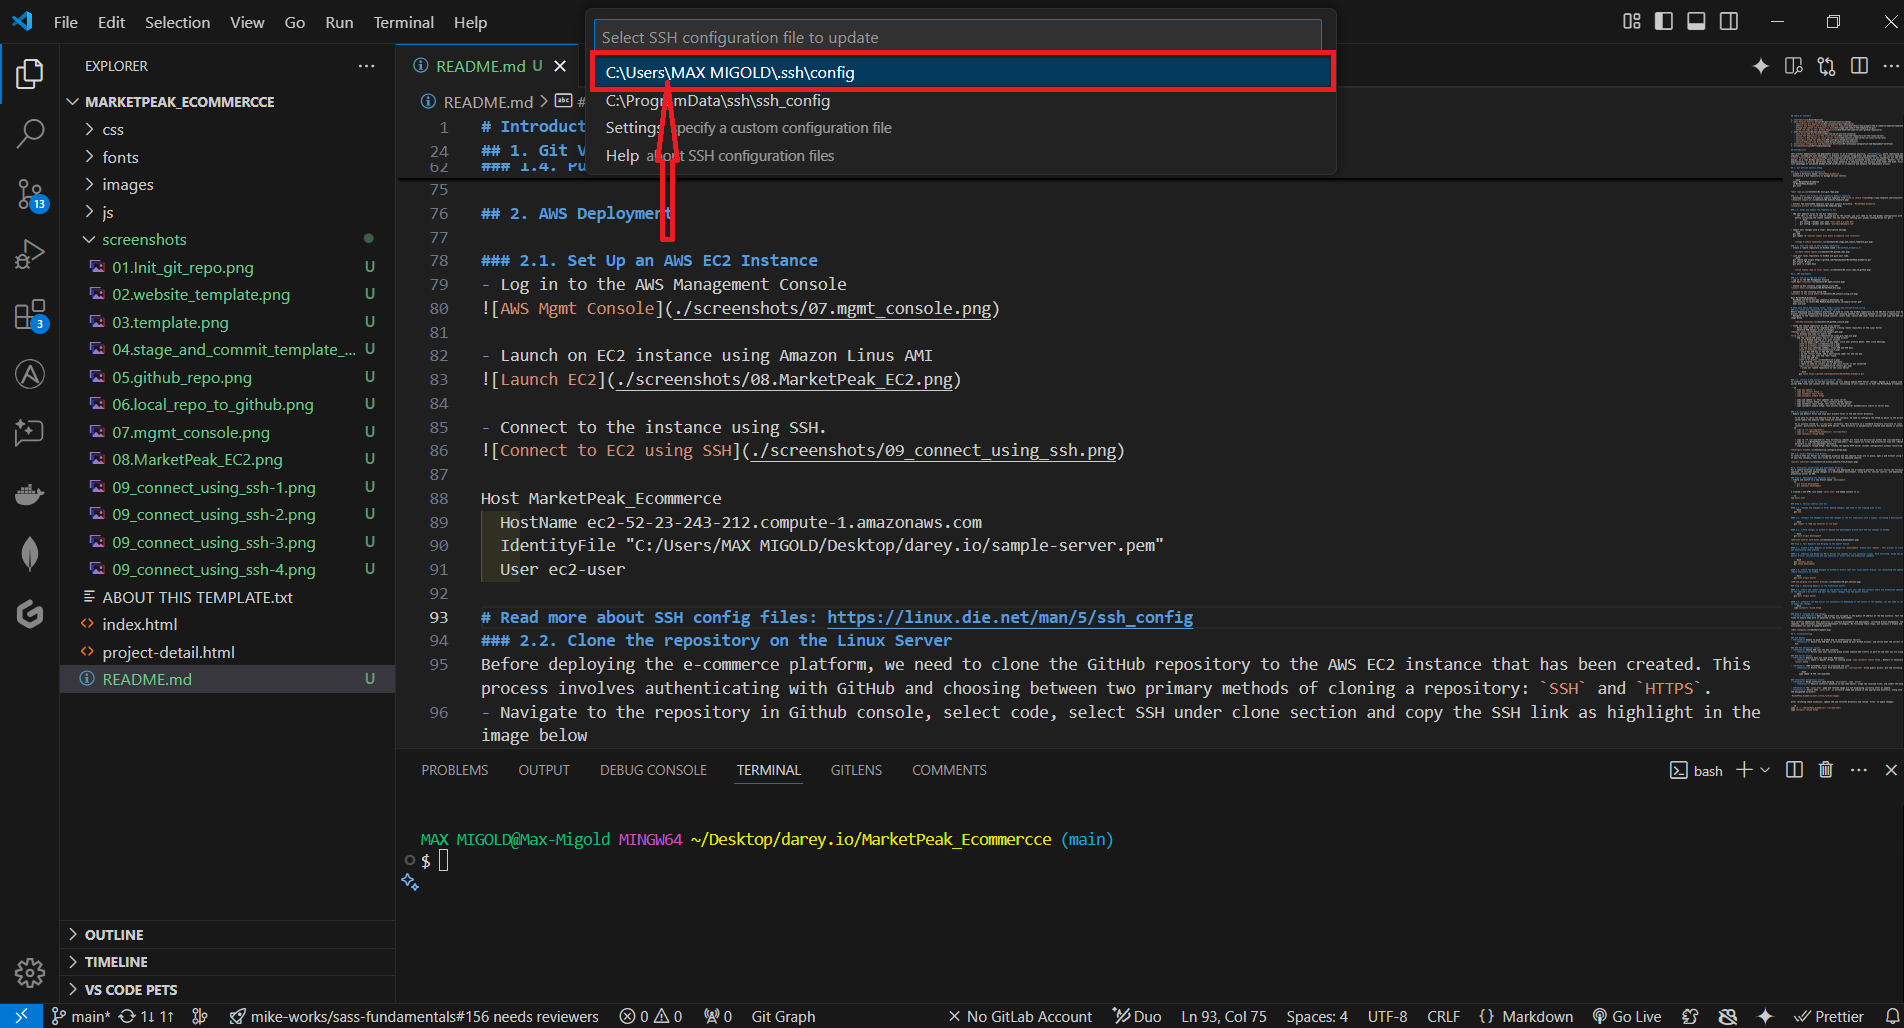 File Edit Selection View Go Run Terminal Help
Select SSH configuration file to update
C:\Users\MAX MIGOLD\.ssh\config
C:\ProgramData\ssh\ssh_config
Settings specify a custom configuration file
Help about SSH configuration files
EXPLORER
MARKETPEAK_ECOMMERCCE
css
fonts
images
js
screenshots
01.Init_git_repo.png U
02.website_template.png U
03.template.png U
04.stage_and_commit_template_... U
05.github_repo.png U
06.local_repo_to_github.png U
07.mgmt_console.png U
08.MarketPeak_EC2.png U
09_connect_using_ssh-1.png U
09_connect_using_ssh-2.png U
09_connect_using_ssh-3.png U
09_connect_using_ssh-4.png U
ABOUT THIS TEMPLATE.txt
index.html
project-detail.html
README.md U
OUTLINE
TIMELINE
VS CODE PETS
13
3
README.md U
README.md > abc #
1 # Introduct
24 ## 1. Git V
62 ### 1.4. Pu
75
76 ## 2. AWS Deployment
77
78 ### 2.1. Set Up an AWS EC2 Instance
79 - Log in to the AWS Management Console
80 ![AWS Mgmt Console](./screenshots/07.mgmt_console.png)
81
82 - Launch on EC2 instance using Amazon Linus AMI
83 ![Launch EC2](./screenshots/08.MarketPeak_EC2.png)
84
85 - Connect to the instance using SSH.
86 ![Connect to EC2 using SSH](./screenshots/09_connect_using_ssh.png)
87
88 Host MarketPeak_Ecommerce
89 HostName ec2-52-23-243-212.compute-1.amazonaws.com
90 IdentityFile "C:/Users/MAX MIGOLD/Desktop/darey.io/sample-server.pem"
91 User ec2-user
92
93 # Read more about SSH config files: https://linux.die.net/man/5/ssh_config
94 ### 2.2. Clone the repository on the Linux Server
95 Before deploying the e-commerce platform, we need to clone the GitHub repository to the AWS EC2 instance that has been created. This
process involves authenticating with GitHub and choosing between two primary methods of cloning a repository: `SSH` and `HTTPS`.
96 - Navigate to the repository in Github console, select code, select SSH under clone section and copy the SSH link as highlight in the
image below
PROBLEMS OUTPUT DEBUG CONSOLE TERMINAL GITLENS COMMENTS
bash
MAX MIGOLD@Max-Migold MINGW64 ~/Desktop/darey.io/MarketPeak_Ecommercce (main)
$
main* 1↓ 1↑ mike-works/sass-fundamentals#156 needs reviewers 0 0 0 Git Graph No GitLab Account Duo Ln 93, Col 75 Spaces: 4 UTF-8 CRLF {} Markdown Go Live Prettier